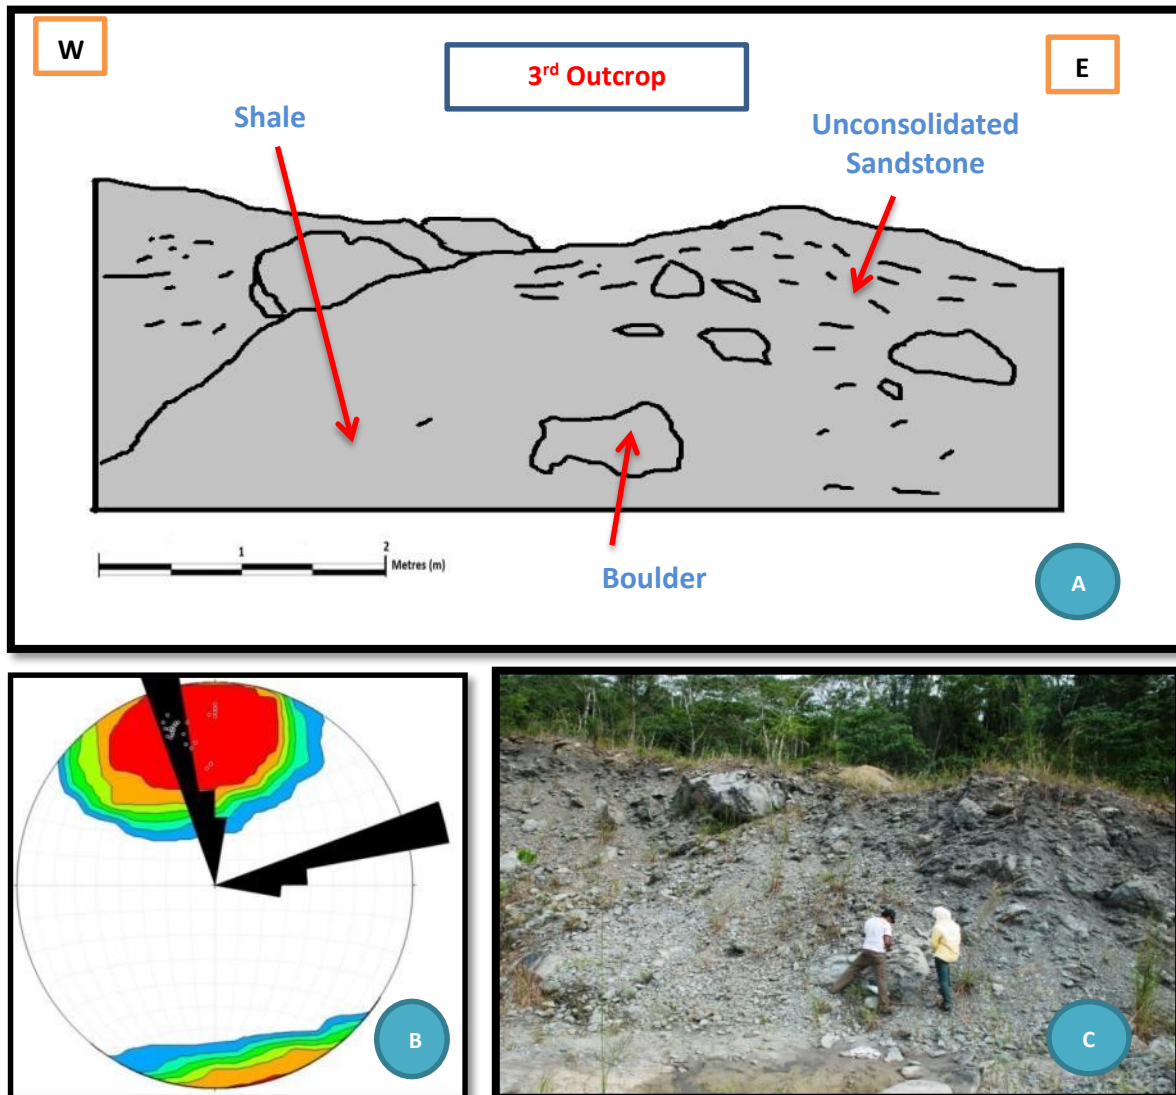 W
3rd Outcrop
E
Shale
Unconsolidated
Sandstone
1
2
Metres (m)
Boulder
A
B
C